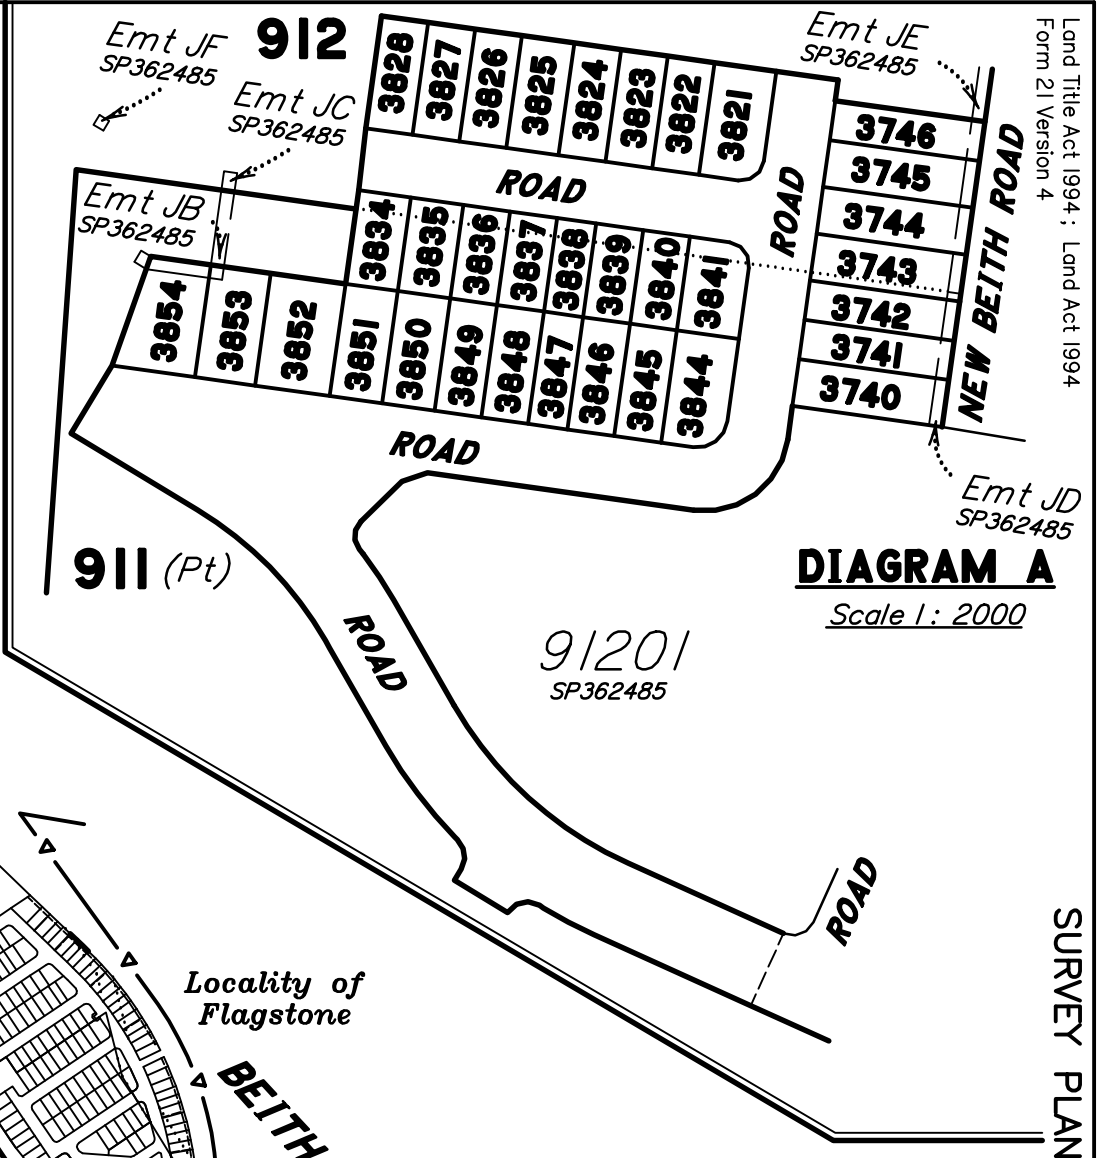 Emt JF
SP362485
912
Emt JC
SP362485
Emt JB
SP362485
3828
3827
3826
3825
3824
3823
3822
3821
Emt JE
SP362485
Land Title Act 1994; Land Act 1994
Form 21 Version 4
3746
3745
3744
3743
3742
3741
3740
ROAD
ROAD
NEW BEITH ROAD
3834
3835
3836
3837
3838
3839
3840
3841
3854
3853
3852
3851
3850
3849
3848
3847
3846
3845
3844
ROAD
Emt JD
SP362485
911 (Pt)
DIAGRAM A
Scale 1: 2000
ROAD
91201
SP362485
ROAD
SURVEY PLAN
Locality of
Flagstone
BEITH